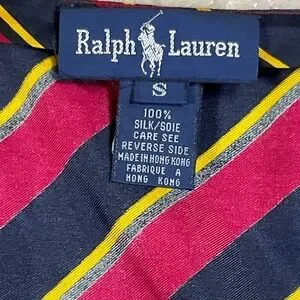 Ralph Lauren
S
100%
SILK/SOIE
CARE SEE
REVERSE SIDE
MADE IN HONG KONG
FABRIQUE A
HONG KONG